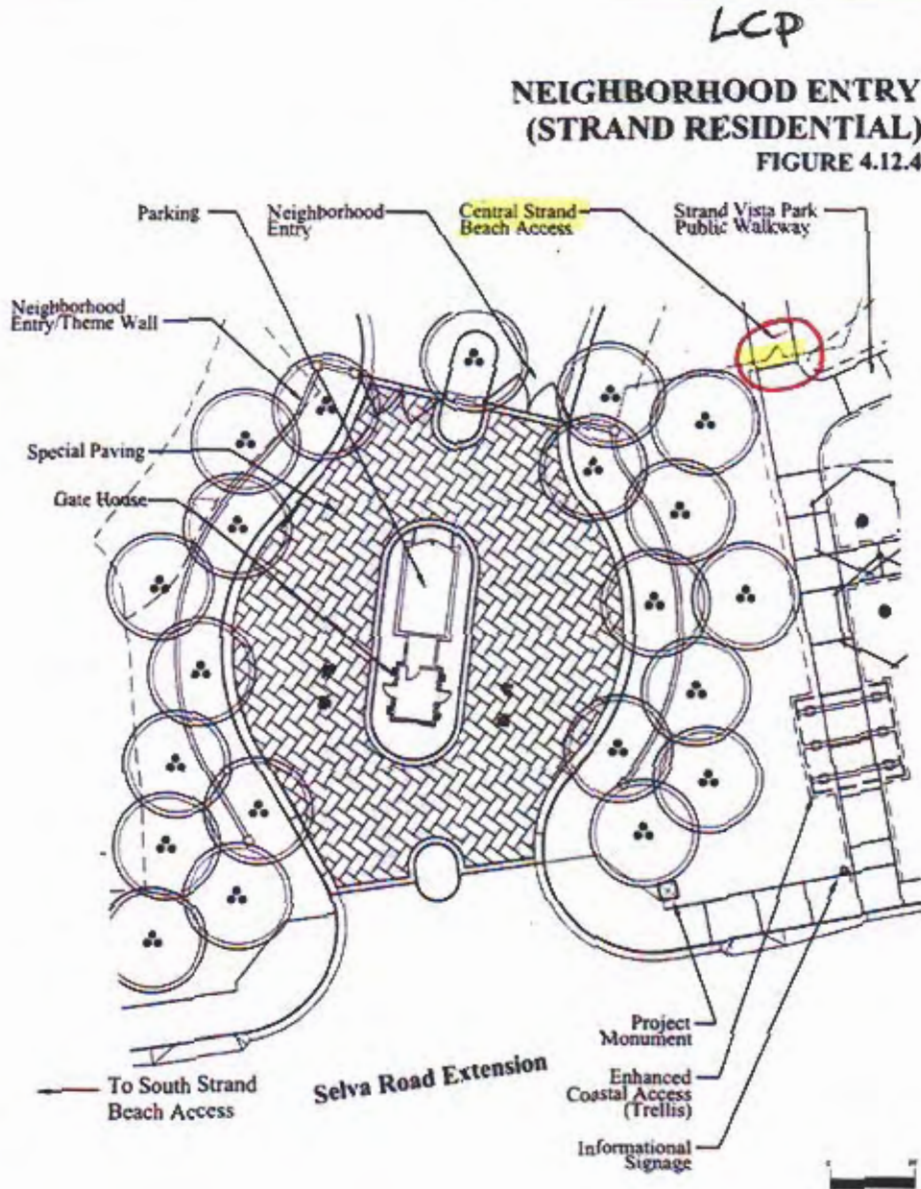 LCP
NEIGHBORHOOD ENTRY
(STRAND RESIDENTIAL)
FIGURE 4.12.4
Parking
Neighborhood
Entry
Central Strand
Beach Access
Strand Vista Park
Public Walkway
Neighborhood
Entry/Theme Wall
Special Paving
Gate House
Project
Monument
Enhanced
Coastal Access
(Trellis)
Informational
Signage
Selva Road Extension
To South Strand
Beach Access